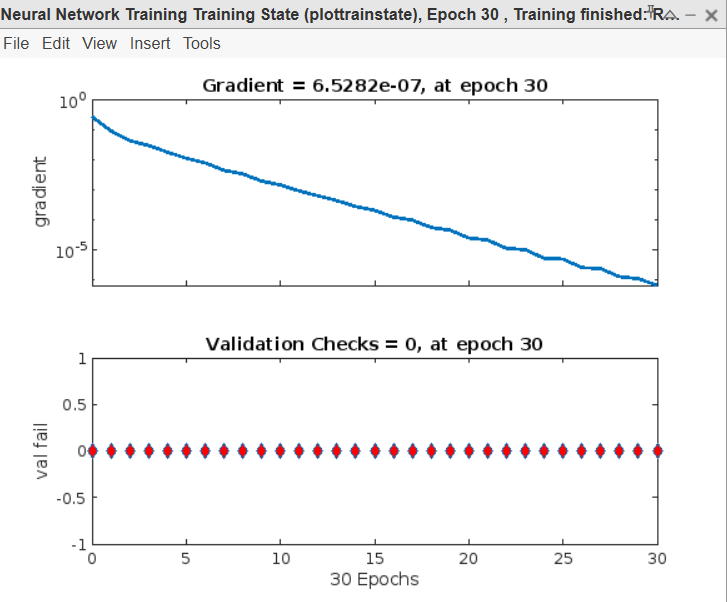 Neural Network Training Training State (plottrainstate), Epoch 30 , Training finished: R...
File Edit View Insert Tools
Gradient = 6.5282e-07, at epoch 30
10^0
10^-5
gradient
Validation Checks = 0, at epoch 30
1
0.5
0
-0.5
-1
val fail
0 5 10 15 20 25 30
30 Epochs